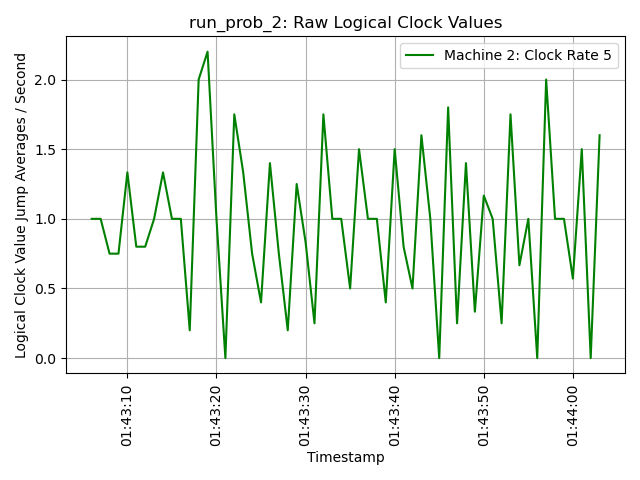 run_prob_2: Raw Logical Clock Values
Machine 2: Clock Rate 5
Logical Clock Value Jump Averages / Second
2.0
1.5
1.0
0.5
0.0
01:43:10
01:43:20
01:43:30
01:43:40
01:43:50
01:44:00
Timestamp